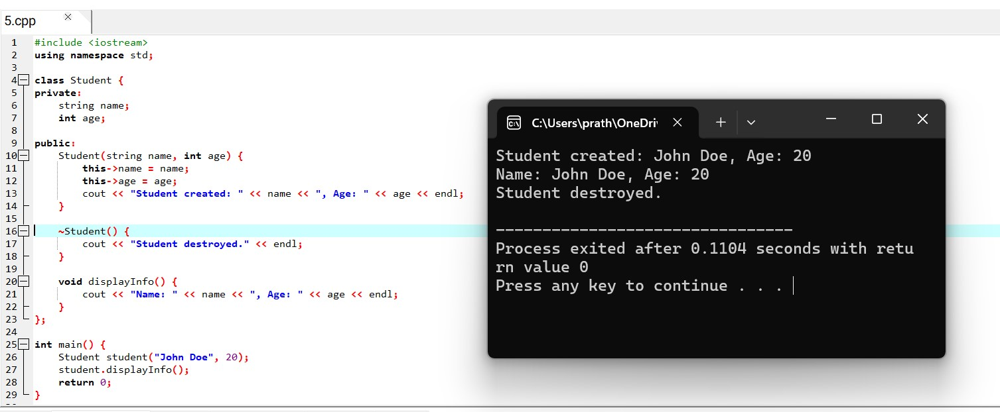 5.cpp
1 #include <iostream>
2 using namespace std;
3
4 class Student {
5 private:
6     string name;
7     int age;
8
9 public:
10     Student(string name, int age) {
11         this->name = name;
12         this->age = age;
13         cout << "Student created: " << name << ", Age: " << age << endl;
14     }
15
16     ~Student() {
17         cout << "Student destroyed." << endl;
18     }
19
20     void displayInfo() {
21         cout << "Name: " << name << ", Age: " << age << endl;
22     }
23 };
24
25 int main() {
26     Student student("John Doe", 20);
27     student.displayInfo();
28     return 0;
29 }
C:\Users\prath\OneDri
Student created: John Doe, Age: 20
Name: John Doe, Age: 20
Student destroyed.
--------------------------------
Process exited after 0.1104 seconds with retu
rn value 0
Press any key to continue . . .